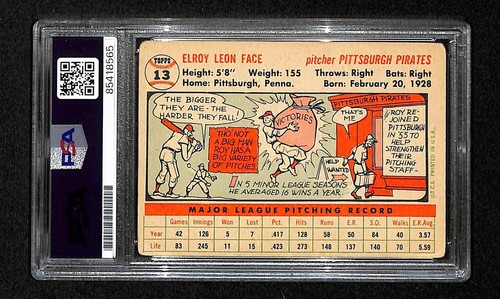 85418565
PSA
TOPPS
13
ELROY LEON FACE pitcher PITTSBURGH PIRATES
Height: 5'8" Weight: 155 Throws: Right Bats: Right
Home: Pittsburgh, Penna. Born: February 20, 1928
THE BIGGER
THEY ARE - THE
HARDER THEY FALL!
THO NOT
A BIG MAN
ROY HAS A
BIG VARIETY
OF PITCHES.
VICTORIES
IN 5 MINOR LEAGUE SEASONS
HE AVERAGED 16 WINS A YEAR.
PITTSBURGH PIRATES
THAT'S
ME
HELP
WANTED
ROY RE-
JOINED
PITTSBURGH
IN '55 TO
HELP
STRENGTHEN
THEIR
PITCHING
STAFF-
T.C.G. PRINTED IN U.S.A.
MAJOR LEAGUE PITCHING RECORD
Games Innings Won Lost Pct. Hits Runs E.R. S.O. Walks E.R.Avg.
Year 42 126 5 7 .417 128 58 50 84 40 3.57
Life 83 245 11 15 .423 273 148 137 70 5.59